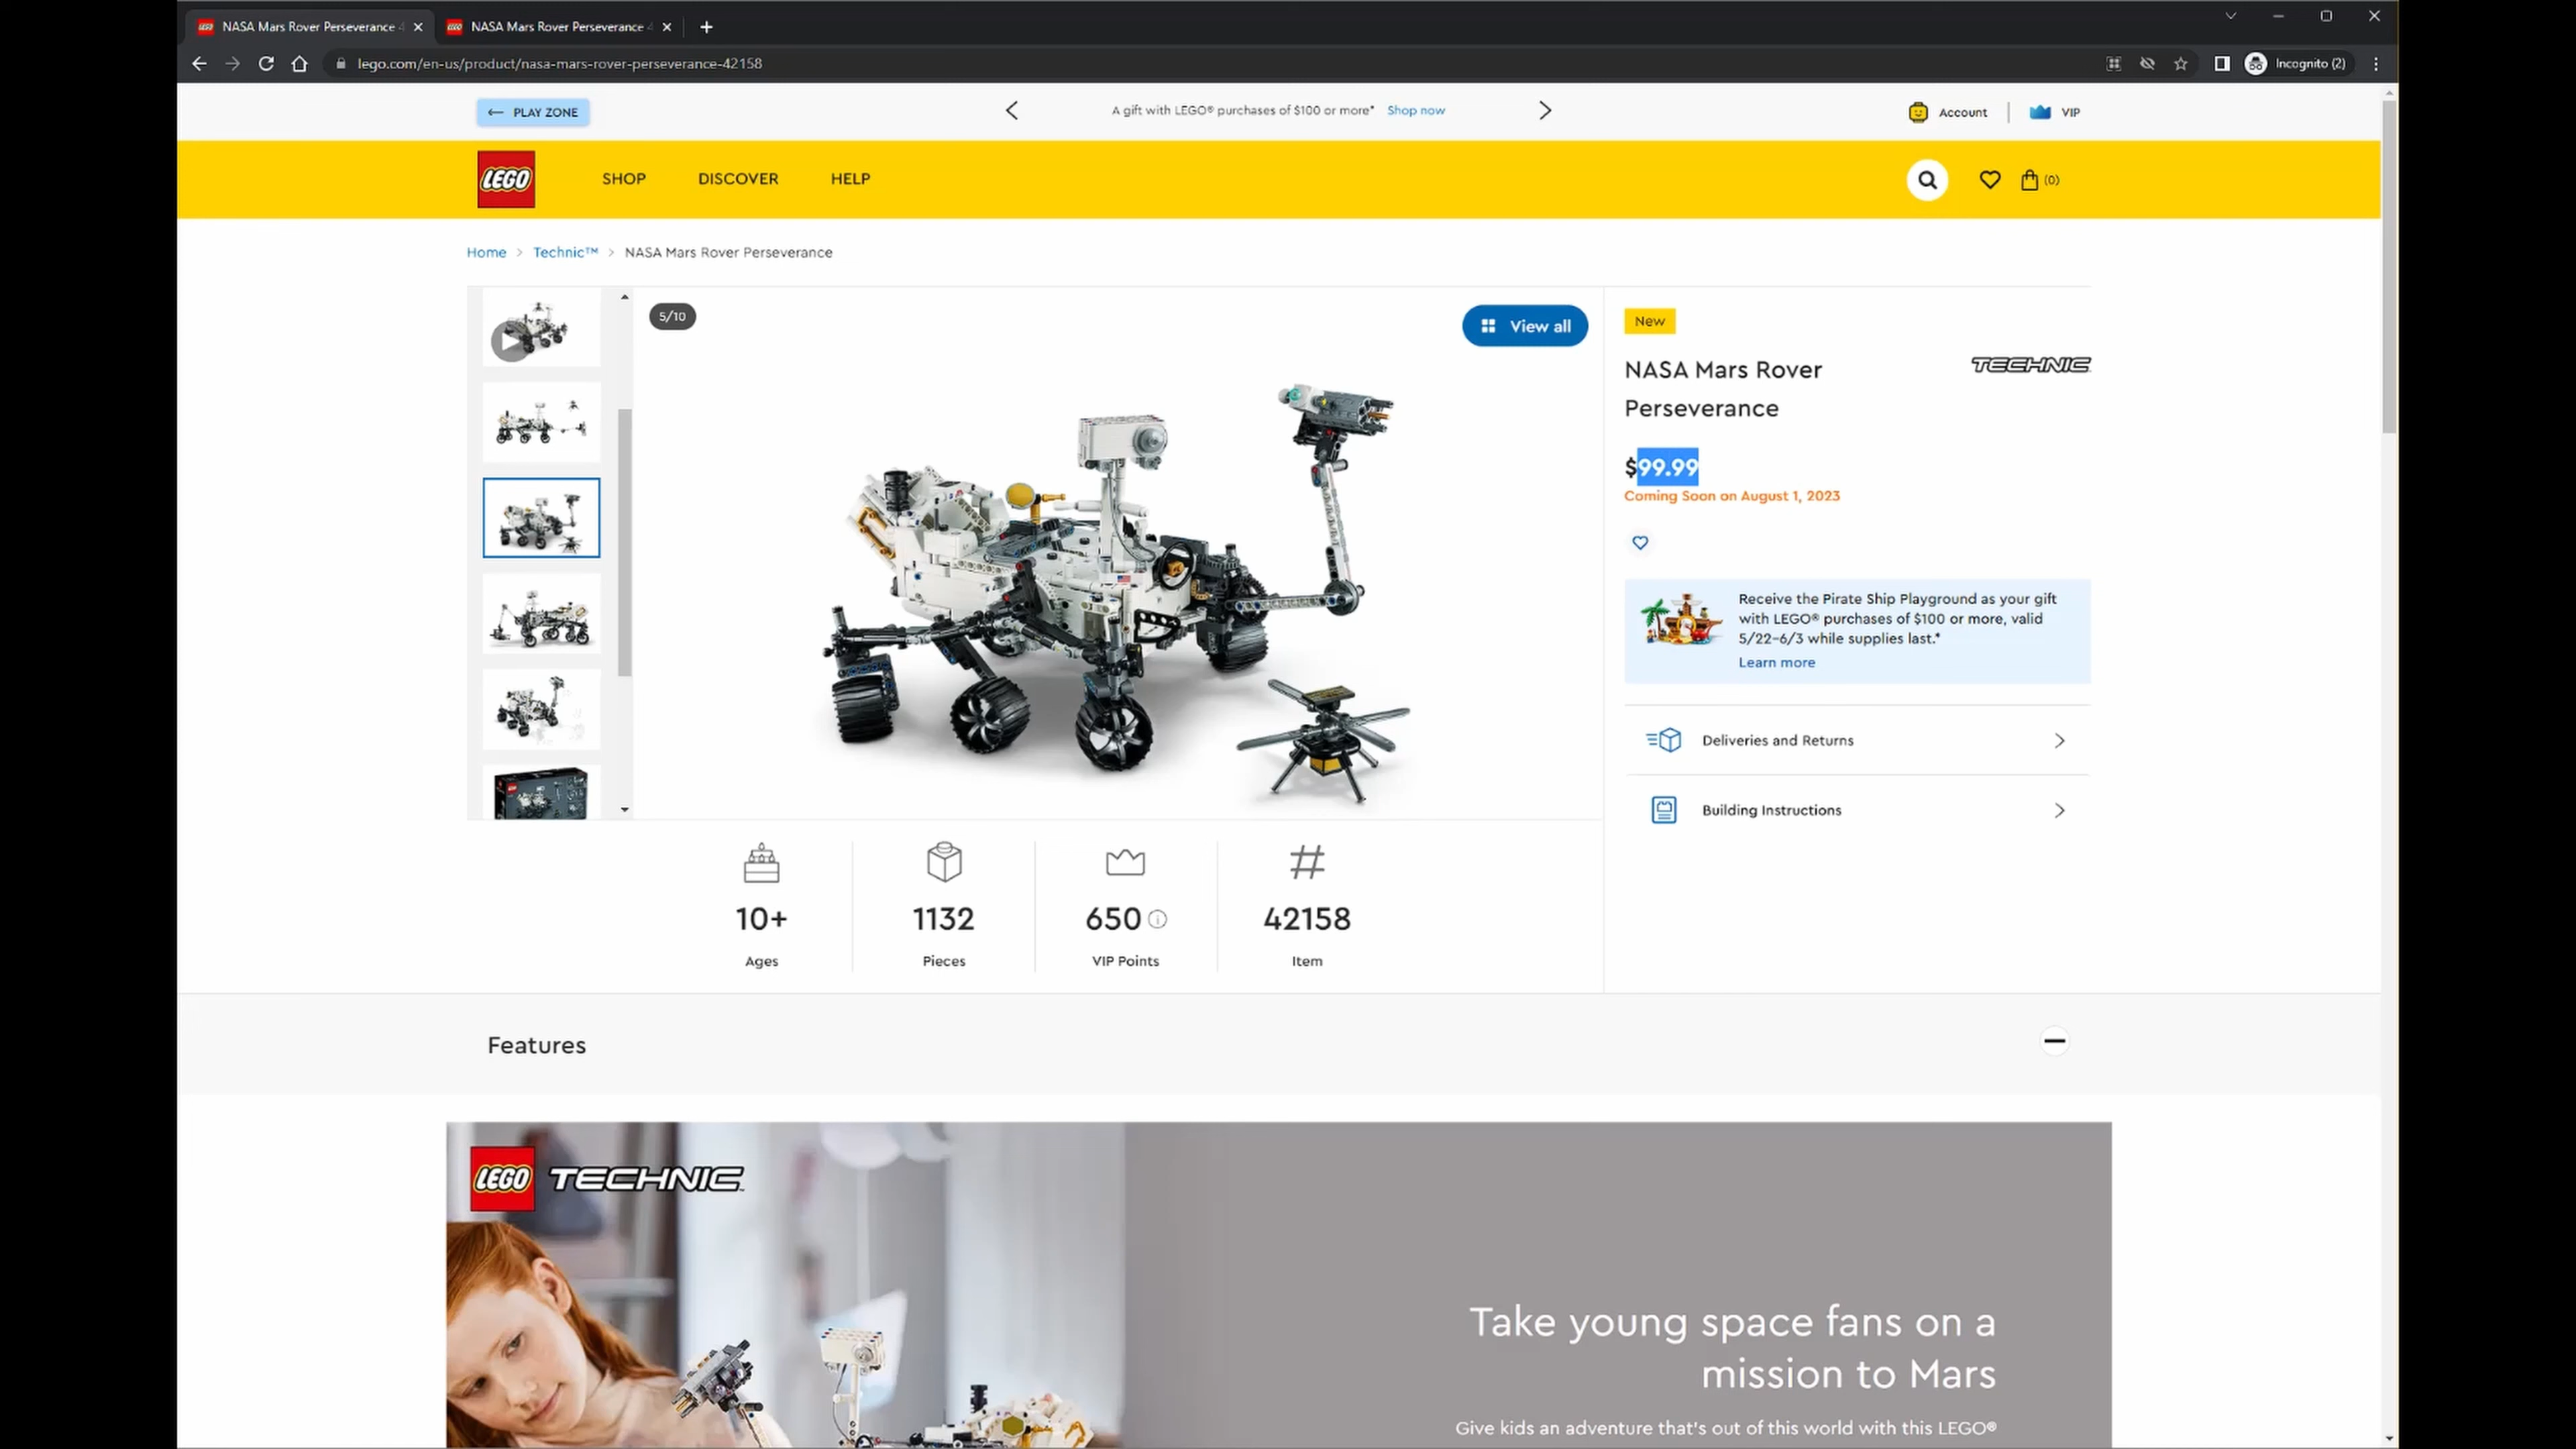 NASA Mars Rover Perseverance
NASA Mars Rover Perseverance
lego.com/en-us/product/nasa-mars-rover-perseverance-42158
Incognito (2)
← PLAY ZONE
A gift with LEGO® purchases of $100 or more* Shop now
Account
VIP
LEGO
SHOP
DISCOVER
HELP
(0)
Home > Technic™ > NASA Mars Rover Perseverance
5/10
View all
New
NASA Mars Rover
Perseverance
TECHNIC
$99.99
Coming Soon on August 1, 2023
Receive the Pirate Ship Playground as your gift
with LEGO® purchases of $100 or more, valid
5/22-6/3 while supplies last.*
Learn more
Deliveries and Returns
Building Instructions
10+
Ages
1132
Pieces
650
VIP Points
#
42158
Item
Features
LEGO TECHNIC
Take young space fans on a
mission to Mars
Give kids an adventure that's out of this world with this LEGO®